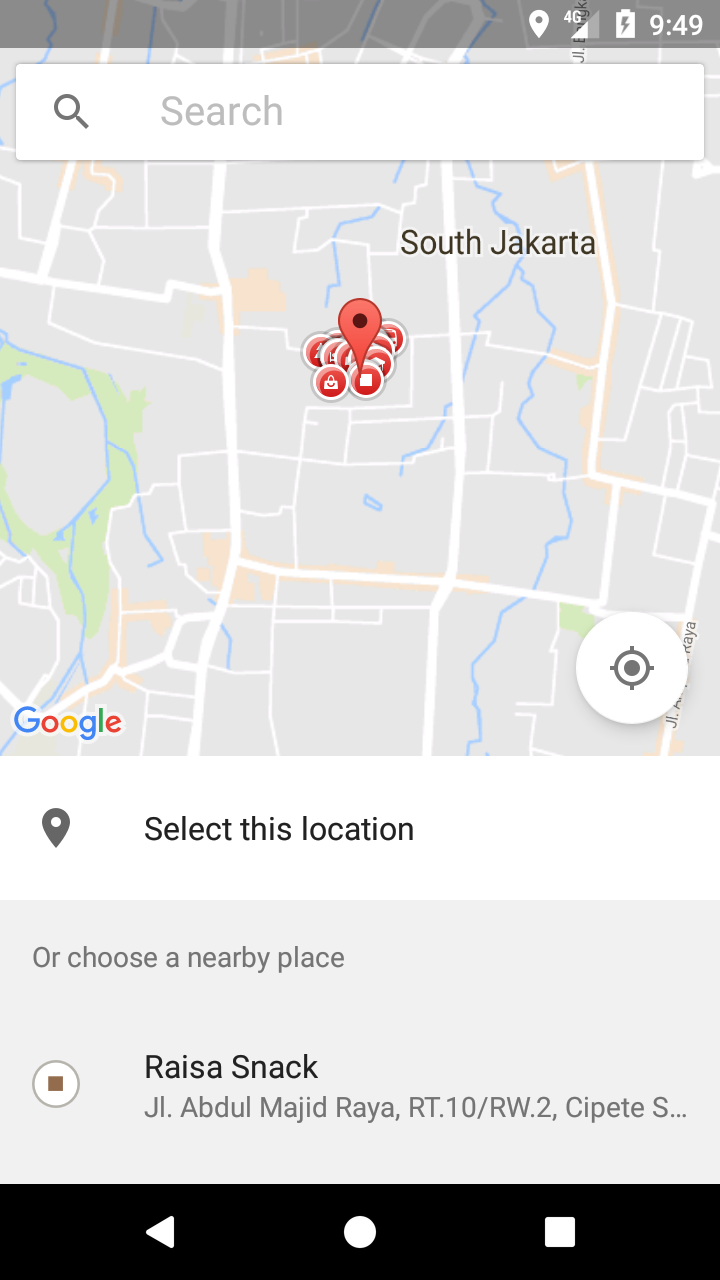 4G 9:49
Search
South Jakarta
Google
Select this location
Or choose a nearby place
Raisa Snack
Jl. Abdul Majid Raya, RT.10/RW.2, Cipete S...